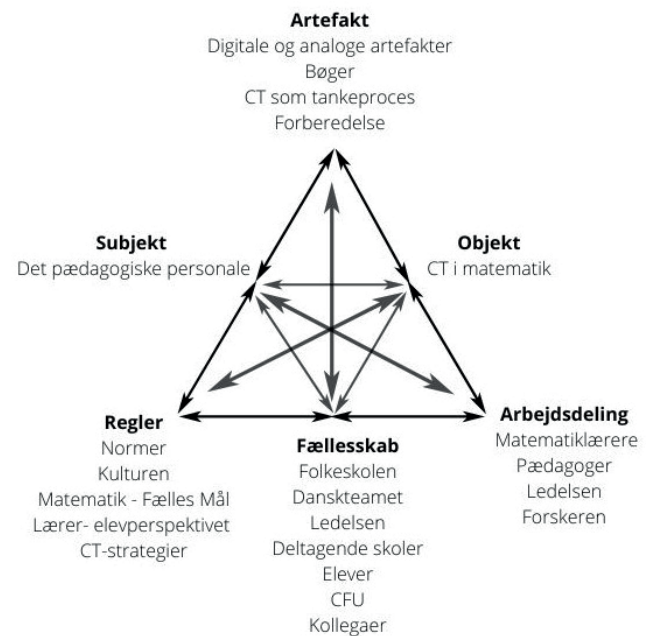 Artefakt
Digitale og analoge artefakter
Bøger
CT som tankeproces
Forberedelse
Subjekt
Det pædagogiske personale
Objekt
CT i matematik
Regler
Normer
Kulturen
Matematik - Fælles Mål
Lærer- elevperspektivet
CT-strategier
Fællesskab
Folkeskolen
Danskteamet
Ledelsen
Deltagende skoler
Elever
CFU
Kollegaer
Arbejdsdeling
Matematiklærere
Pædagoger
Ledelsen
Forskeren